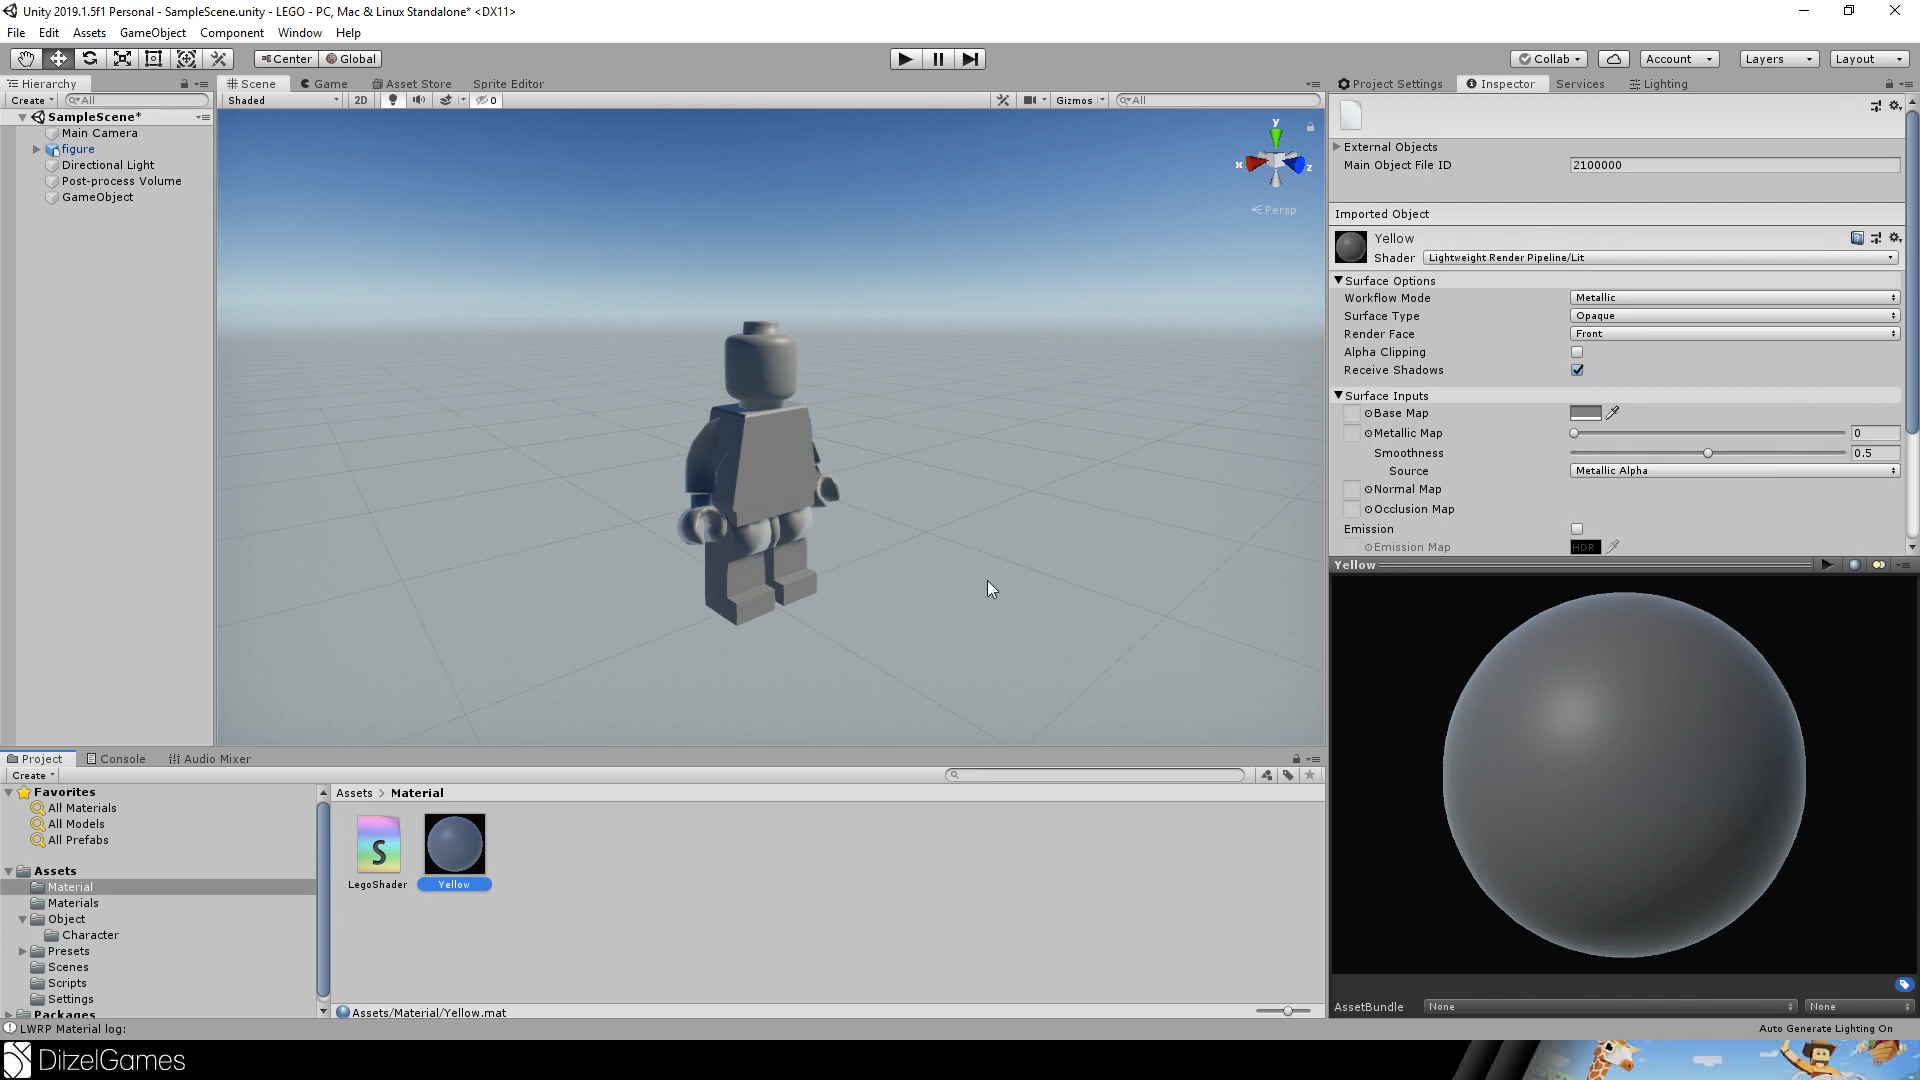 Unity 2019.1.5f1 Personal - SampleScene.unity - LEGO - PC, Mac & Linux Standalone* <DX11>
File Edit Assets GameObject Component Window Help
Center Global Collab Account Layers Layout
Hierarchy Scene Game Asset Store Sprite Editor Project Settings Inspector Services Lighting
Create All Shaded 2D 0 Gizmos All
SampleScene*
Main Camera
figure
Directional Light
Post-process Volume
GameObject
y
x z
Persp
External Objects
Main Object File ID 2100000
Imported Object
Yellow
Shader Lightweight Render Pipeline/Lit
Surface Options
Workflow Mode Metallic
Surface Type Opaque
Render Face Front
Alpha Clipping
Receive Shadows
Surface Inputs
Base Map
Metallic Map 0
Smoothness 0.5
Source Metallic Alpha
Normal Map
Occlusion Map
Emission
Emission Map HDR
Yellow
Project Console Audio Mixer
Create
Favorites
All Materials
All Models
All Prefabs
Assets
Material
Materials
Object
Character
Presets
Scenes
Scripts
Settings
Packages
Assets > Material
S
LegoShader Yellow
Assets/Material/Yellow.mat
AssetBundle None None
LWRP Material log:
Auto Generate Lighting On
DitzelGames